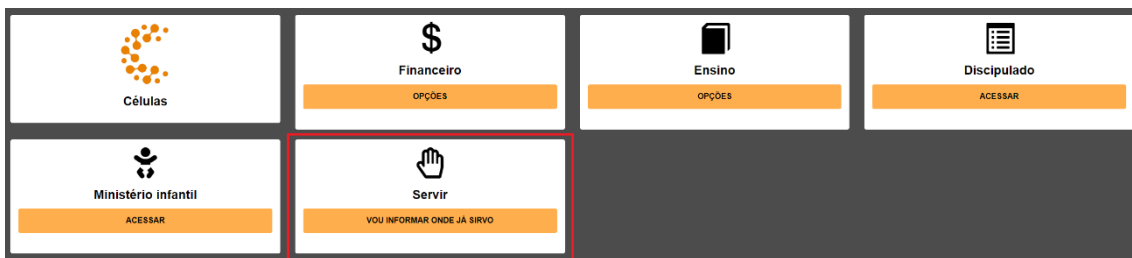 Células
Financeiro
OPÇÕES
Ensino
OPÇÕES
Discipulado
ACESSAR
Ministério infantil
ACESSAR
Servir
VOU INFORMAR ONDE JÁ SIRVO